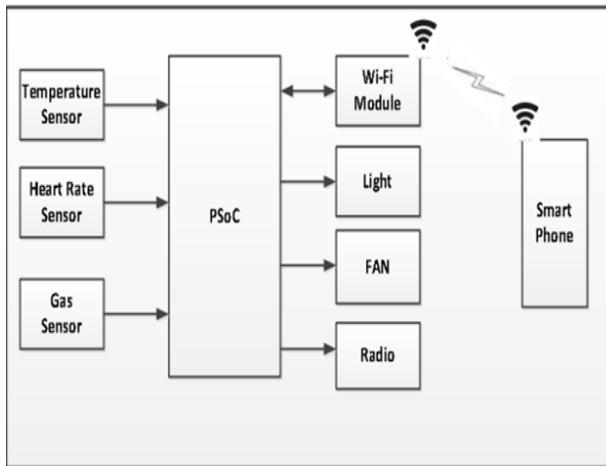 Temperature
Sensor
Heart Rate
Sensor
Gas
Sensor
PSoC
Wi-Fi
Module
Light
FAN
Radio
Smart
Phone